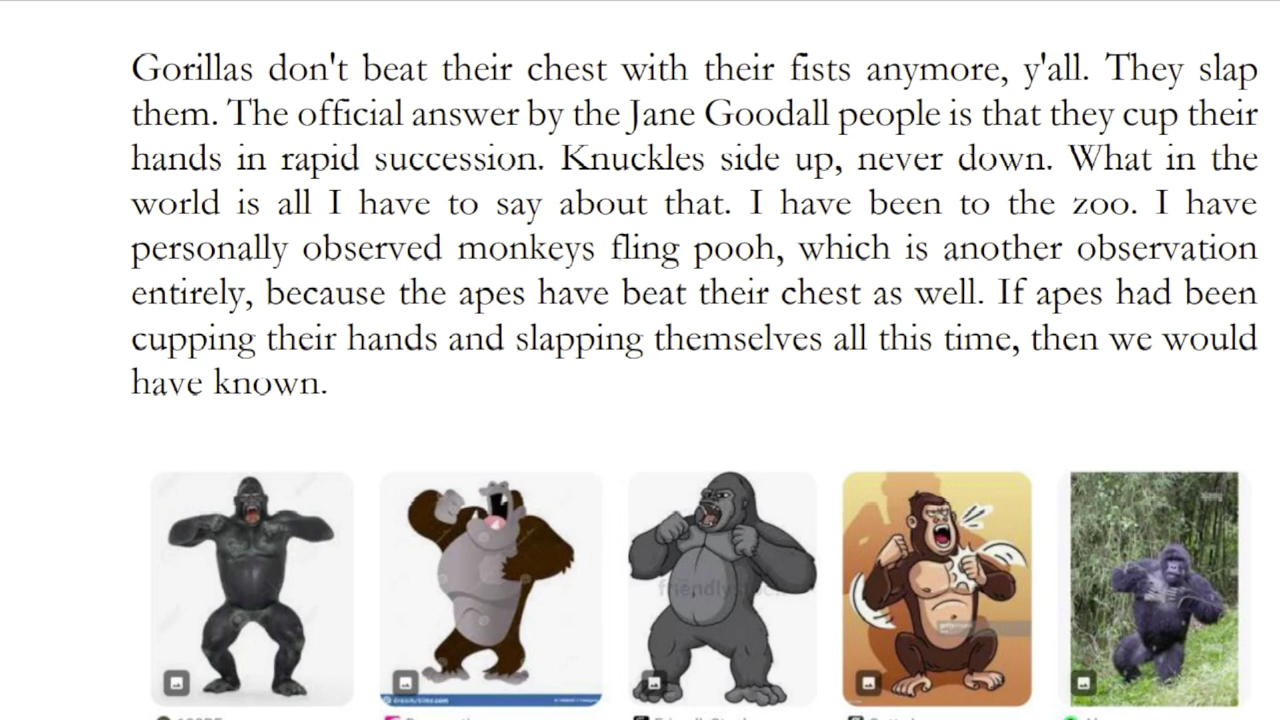 Gorillas don't beat their chest with their fists anymore, y'all. They slap
them. The official answer by the Jane Goodall people is that they cup their
hands in rapid succession. Knuckles side up, never down. What in the
world is all I have to say about that. I have been to the zoo. I have
personally observed monkeys fling pooh, which is another observation
entirely, because the apes have beat their chest as well. If apes had been
cupping their hands and slapping themselves all this time, then we would
have known.